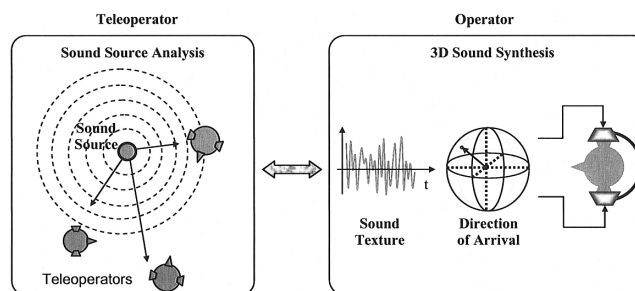 Teleoperator
Operator
Sound Source Analysis
3D Sound Synthesis
Sound
Source
t
Sound
Texture
Direction
of Arrival
Teleoperators